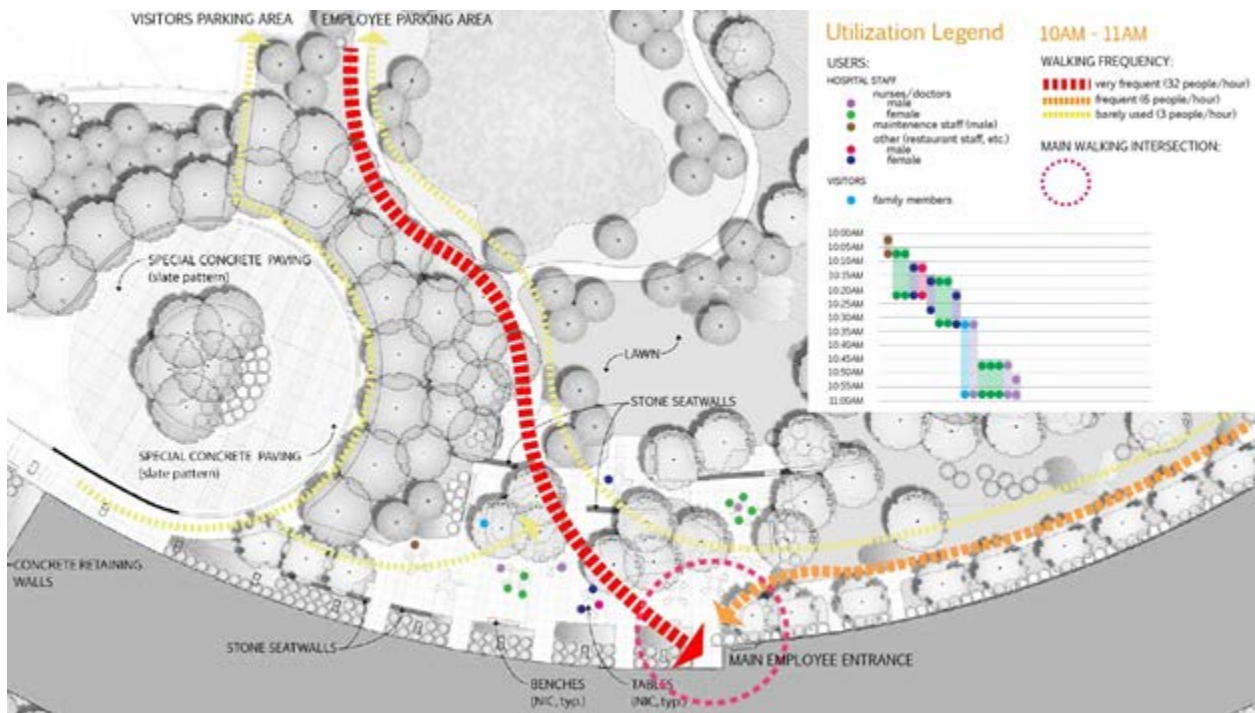 VISITORS PARKING AREA
EMPLOYEE PARKING AREA
Utilization Legend
10AM - 11AM
USERS:
HOSPITAL STAFF
nurses/doctors
male
female
maintenence staff (male)
other (restaurant staff, etc.)
male
female
VISITORS
family members
WALKING FREQUENCY:
very frequent (32 people/hour)
frequent (6 people/hour)
barely used (3 people/hour)
MAIN WALKING INTERSECTION:
10:00AM
10:05AM
10:10AM
10:15AM
10:20AM
10:25AM
10:30AM
10:35AM
10:40AM
10:45AM
10:50AM
10:55AM
11:00AM
SPECIAL CONCRETE PAVING
(slate pattern)
LAWN
STONE SEATWALLS
SPECIAL CONCRETE PAVING
(slate pattern)
CONCRETE RETAINING
WALLS
STONE SEATWALLS
BENCHES
(NIC, typ.)
TABLES
(NIC, typ.)
MAIN EMPLOYEE ENTRANCE